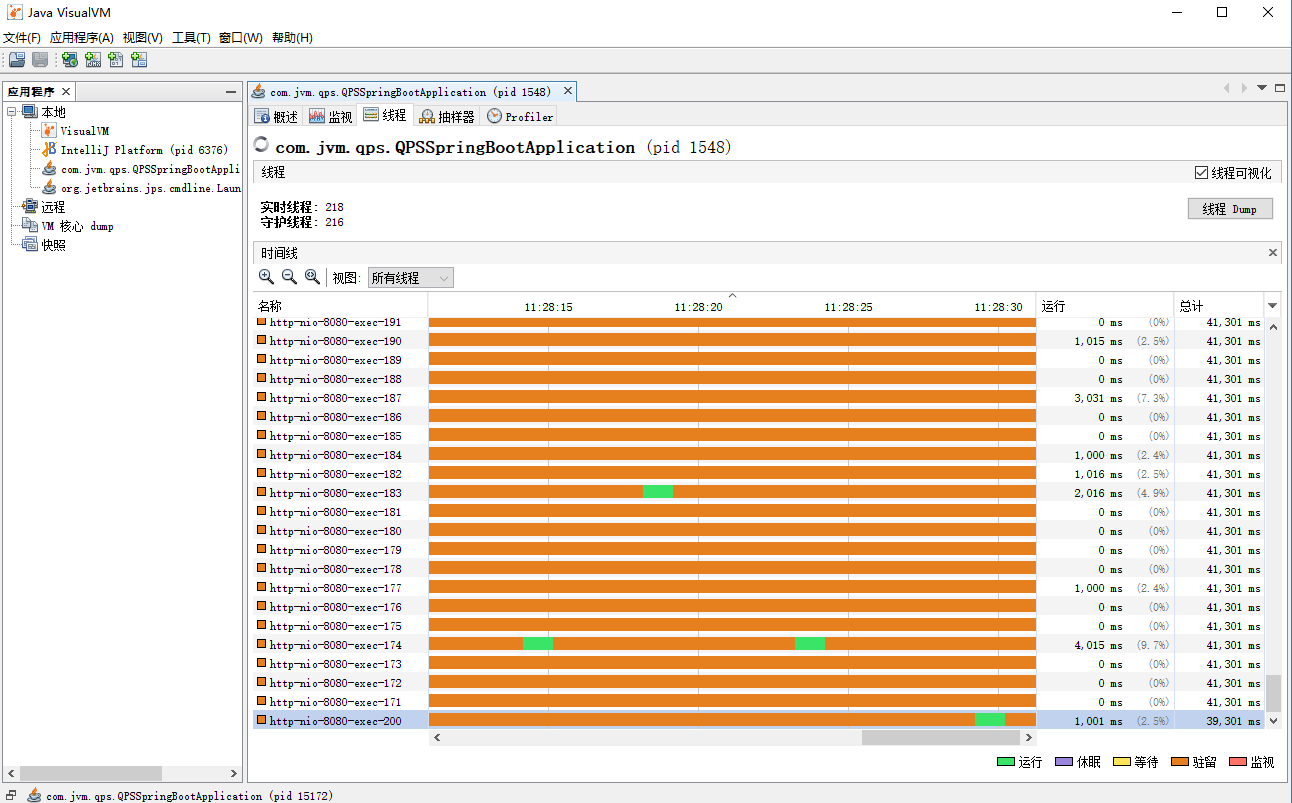 Java VisualVM
文件(F) 应用程序(A) 视图(V) 工具(T) 窗口(W) 帮助(H)
应用程序
本地
VisualVM
IntelliJ Platform (pid 6376)
com.jvm.qps.QPSSpringBootAppli
org.jetbrains.jps.cmdline.Laun
远程
VM 核心 dump
快照
com.jvm.qps.QPSSpringBootApplication (pid 1548)
概述 监视 线程 抽样器 Profiler
com.jvm.qps.QPSSpringBootApplication (pid 1548)
线程 线程可视化
实时线程: 218
守护线程: 216
线程 Dump
时间线
视图: 所有线程
名称 11:28:15 11:28:20 11:28:25 11:28:30 运行 总计
http-nio-8080-exec-191 0 ms (0%) 41,301 ms
http-nio-8080-exec-190 1,015 ms (2.5%) 41,301 ms
http-nio-8080-exec-189 0 ms (0%) 41,301 ms
http-nio-8080-exec-188 0 ms (0%) 41,301 ms
http-nio-8080-exec-187 3,031 ms (7.3%) 41,301 ms
http-nio-8080-exec-186 0 ms (0%) 41,301 ms
http-nio-8080-exec-185 0 ms (0%) 41,301 ms
http-nio-8080-exec-184 1,000 ms (2.4%) 41,301 ms
http-nio-8080-exec-182 1,016 ms (2.5%) 41,301 ms
http-nio-8080-exec-183 2,016 ms (4.9%) 41,301 ms
http-nio-8080-exec-181 0 ms (0%) 41,301 ms
http-nio-8080-exec-180 0 ms (0%) 41,301 ms
http-nio-8080-exec-179 0 ms (0%) 41,301 ms
http-nio-8080-exec-178 0 ms (0%) 41,301 ms
http-nio-8080-exec-177 1,000 ms (2.4%) 41,301 ms
http-nio-8080-exec-176 0 ms (0%) 41,301 ms
http-nio-8080-exec-175 0 ms (0%) 41,301 ms
http-nio-8080-exec-174 4,015 ms (9.7%) 41,301 ms
http-nio-8080-exec-173 0 ms (0%) 41,301 ms
http-nio-8080-exec-172 0 ms (0%) 41,301 ms
http-nio-8080-exec-171 0 ms (0%) 41,301 ms
http-nio-8080-exec-200 1,001 ms (2.5%) 39,301 ms
运行 休眠 等待 驻留 监视
com.jvm.qps.QPSSpringBootApplication (pid 15172)